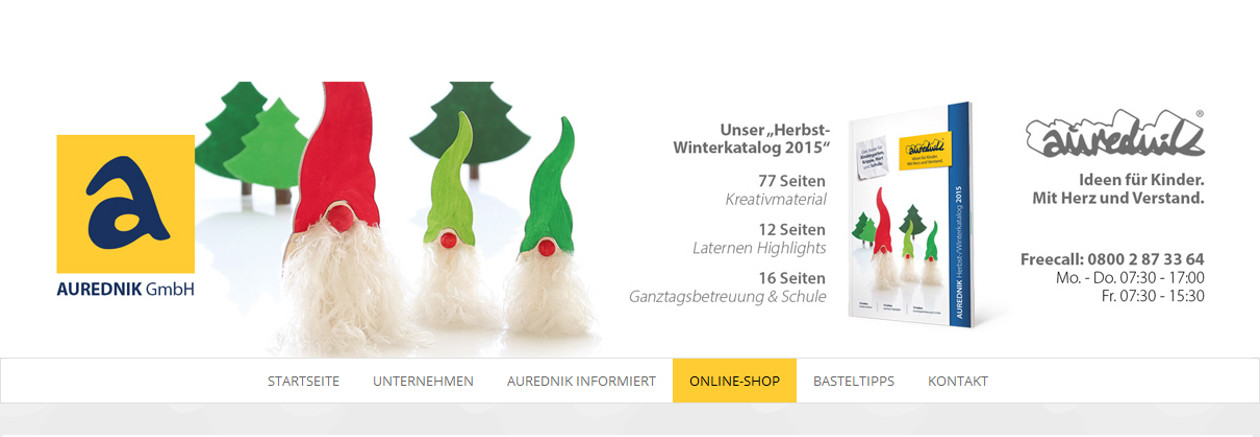 a
AUREDNIK GmbH
Unser „Herbst-
Winterkatalog 2015“
77 Seiten
Kreativmaterial
12 Seiten
Laternen Highlights
16 Seiten
Ganztagsbetreuung & Schule
aurednik
Ideen für Kinder.
Mit Herz und Verstand.
AUREDNIK Herbst-/Winterkatalog 2015
aurednik®
Ideen für Kinder.
Mit Herz und Verstand.
Freecall: 0800 2 87 33 64
Mo. - Do. 07:30 - 17:00
Fr. 07:30 - 15:30
STARTSEITE UNTERNEHMEN AUREDNIK INFORMIERT ONLINE-SHOP BASTELTIPPS KONTAKT